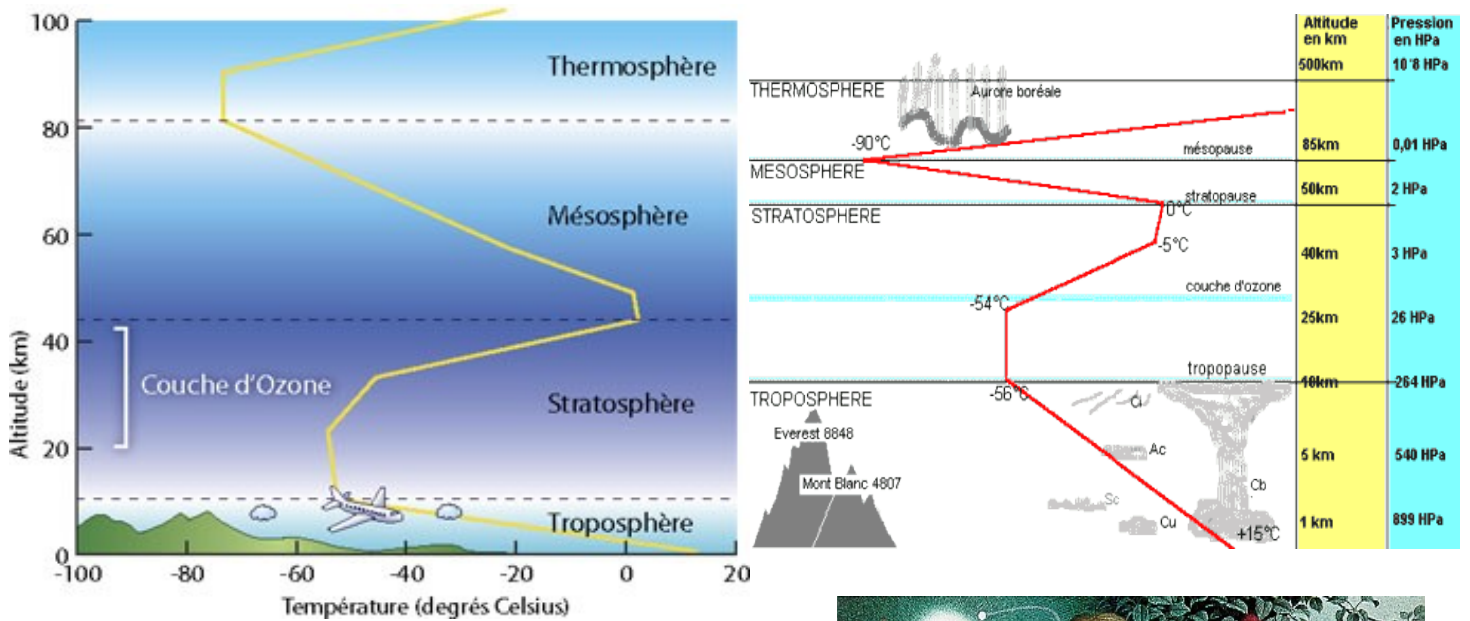 100
80
60
40
20
0
Altitude (km)
-100
-80
-60
-40
-20
0
20
Température (degrés Celsius)
Thermosphère
Mésosphère
Stratosphère
Troposphère
Couche d'Ozone
THERMOSPHERE
Aurore boréale
-90°C
mésopause
MESOSPHERE
stratopause
0°C
STRATOSPHERE
-5°C
couche d'ozone
-54°C
tropopause
-56°C
TROPOSPHERE
Everest 8848
Mont Blanc 4807
Ci
Ac
Sc
Cu
Cb
+15°C
Altitude
en km
500km
85km
50km
40km
25km
10km
5 km
1 km
Pression
en HPa
10*8 HPa
0,01 HPa
2 HPa
3 HPa
26 HPa
264 HPa
540 HPa
899 HPa